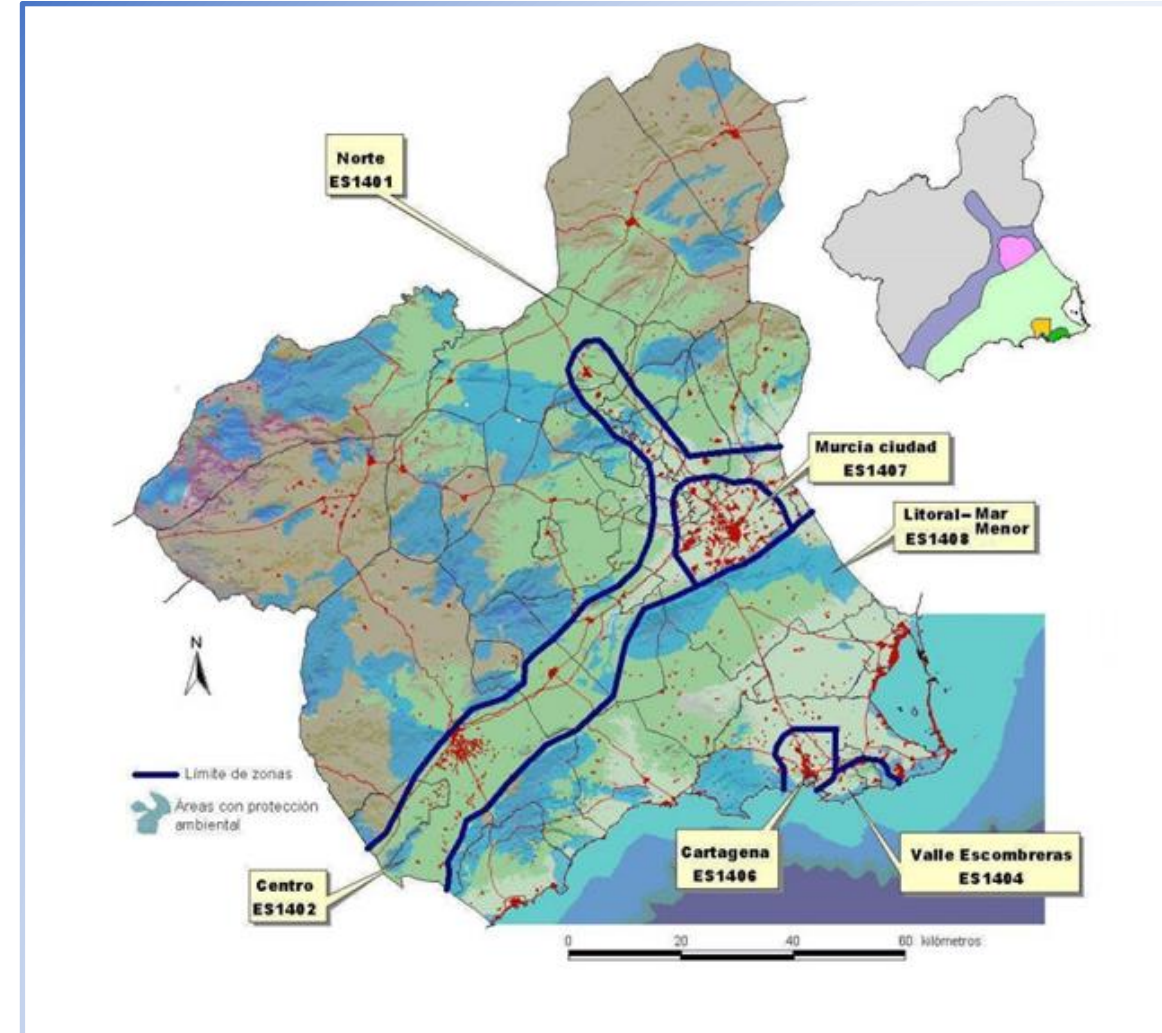 Norte
ES1401
Murcia ciudad
ES1407
Litoral- Mar Menor
ES1408
N
Límite de zonas
Áreas con protección
ambiental
Cartagena
ES1406
Valle Escombreras
ES1404
Centro
ES1402
0 20 40 60 kilómetros